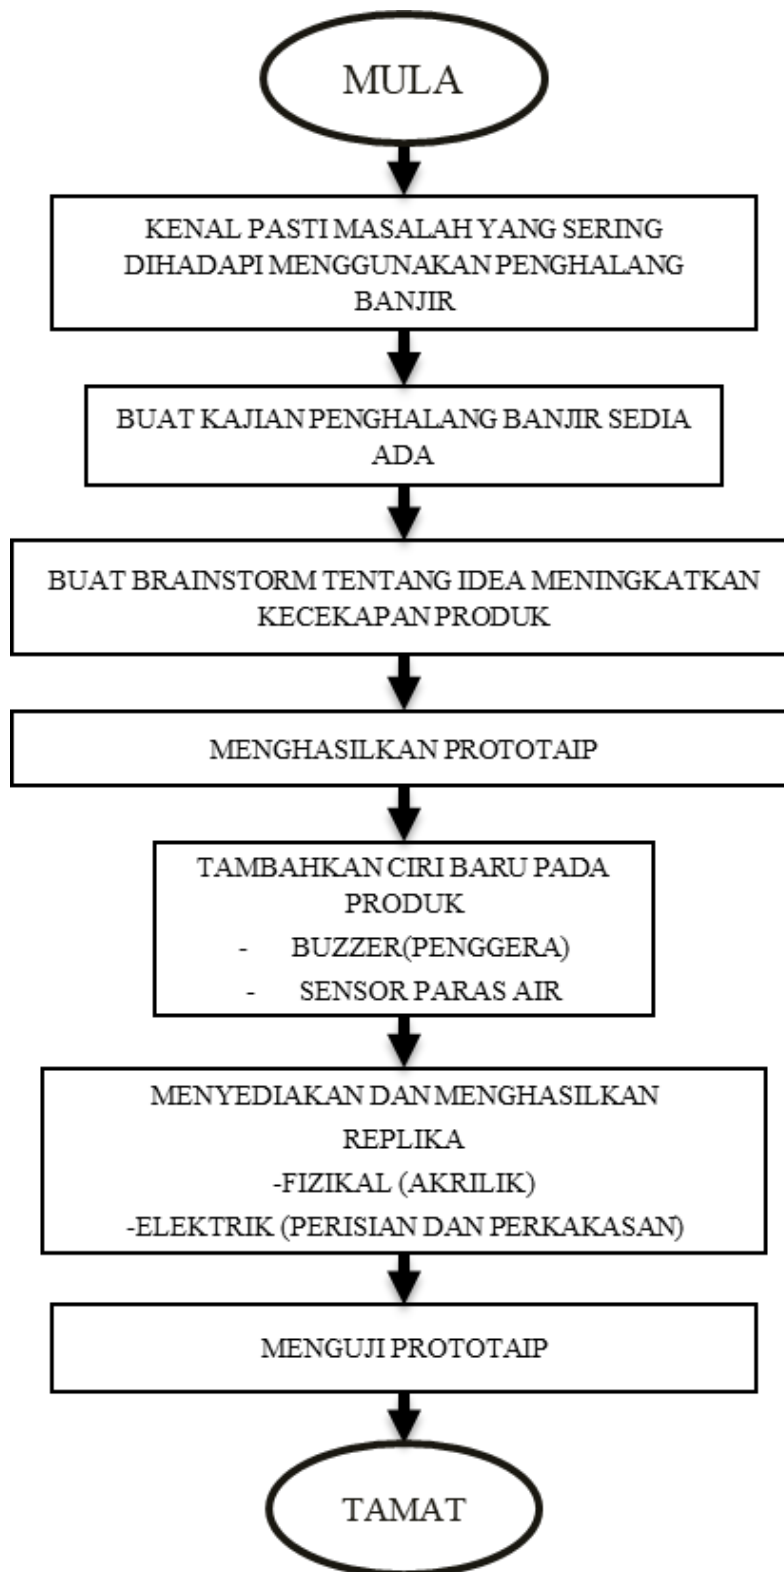 MULA
KENAL PASTI MASALAH YANG SERING
DIHADAPI MENGGUNAKAN PENGHALANG
BANJIR
BUAT KAJIAN PENGHALANG BANJIR SEDIA
ADA
BUAT BRAINSTORM TENTANG IDEA MENINGKATKAN
KECEKAPAN PRODUK
MENGHASILKAN PROTOTAIP
TAMBAHKAN CIRI BARU PADA
PRODUK
- BUZZER(PENGGERA)
- SENSOR PARAS AIR
MENYEDIAKAN DAN MENGHASILKAN
REPLIKA
-FIZIKAL (AKRILIK)
-ELEKTRIK (PERISIAN DAN PERKAKASAN)
MENGUJI PROTOTAIP
TAMAT